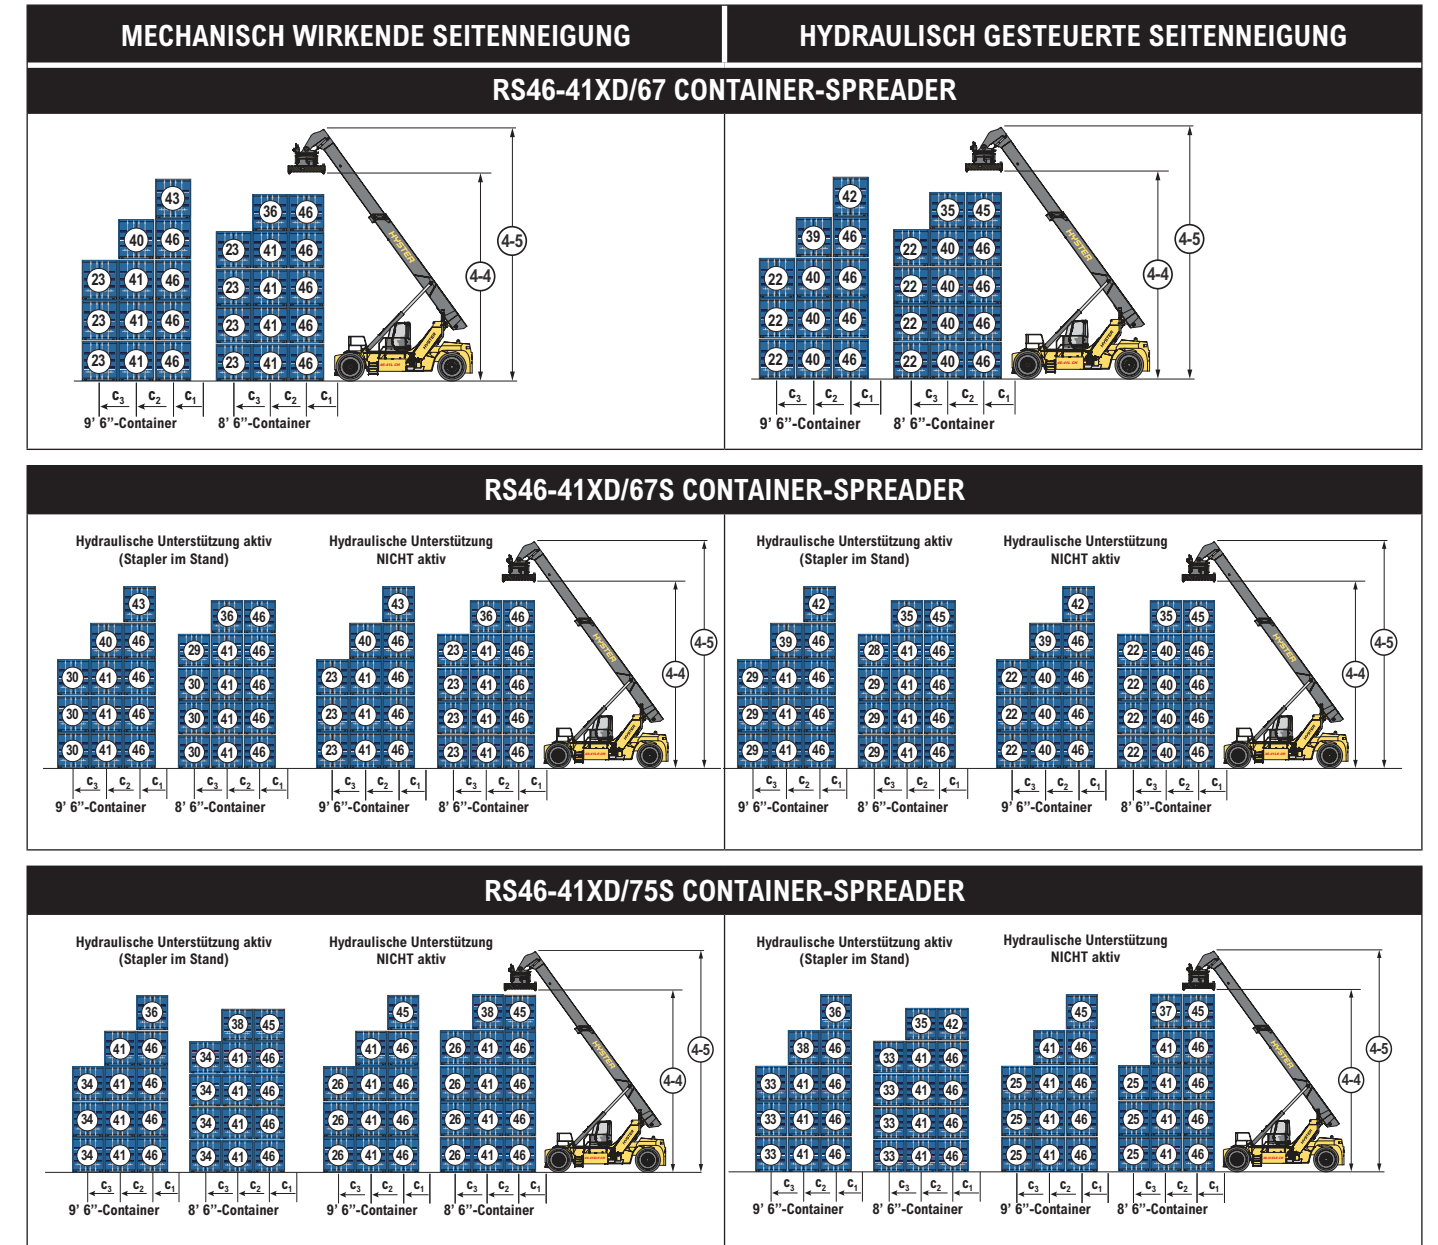 MECHANISCH WIRKENDE SEITENNEIGUNG
HYDRAULISCH GESTEUERTE SEITENNEIGUNG
RS46-41XD/67 CONTAINER-SPREADER
43
40 46
23 41 46
23 41 46
23 41 46
c3 c2 c1
9' 6"-Container
36 46
23 41 46
23 41 46
23 41 46
23 41 46
c3 c2 c1
8' 6"-Container
HYSTER
4-4
4-5
42
39 46
22 40 46
22 40 46
22 40 46
c3 c2 c1
9' 6"-Container
35 45
22 40 46
22 40 46
22 40 46
22 40 46
c3 c2 c1
8' 6"-Container
HYSTER
4-4
4-5
RS46-41XD/67S CONTAINER-SPREADER
Hydraulische Unterstützung aktiv
(Stapler im Stand)
43
40 46
30 41 46
30 41 46
30 41 46
c3 c2 c1
9' 6"-Container
36 46
29 41 46
30 41 46
30 41 46
30 41 46
c3 c2 c1
8' 6"-Container
Hydraulische Unterstützung
NICHT aktiv
43
40 46
23 41 46
23 41 46
23 41 46
c3 c2 c1
9' 6"-Container
36 46
23 41 46
23 41 46
23 41 46
23 41 46
c3 c2 c1
8' 6"-Container
HYSTER
4-4
4-5
Hydraulische Unterstützung aktiv
(Stapler im Stand)
42
39 46
29 41 46
29 41 46
29 41 46
c3 c2 c1
9' 6"-Container
35 45
28 41 46
29 41 46
29 41 46
29 41 46
c3 c2 c1
8' 6"-Container
Hydraulische Unterstützung
NICHT aktiv
42
39 46
22 40 46
22 40 46
22 40 46
c3 c2 c1
9' 6"-Container
35 45
22 40 46
22 40 46
22 40 46
22 40 46
c3 c2 c1
8' 6"-Container
HYSTER
4-4
4-5
RS46-41XD/75S CONTAINER-SPREADER
Hydraulische Unterstützung aktiv
(Stapler im Stand)
36
41 46
34 41 46
34 41 46
34 41 46
c3 c2 c1
9' 6"-Container
38 45
34 41 46
34 41 46
34 41 46
34 41 46
c3 c2 c1
8' 6"-Container
Hydraulische Unterstützung
NICHT aktiv
45
41 46
26 41 46
26 41 46
26 41 46
c3 c2 c1
9' 6"-Container
38 45
26 41 46
26 41 46
26 41 46
26 41 46
c3 c2 c1
8' 6"-Container
HYSTER
4-4
4-5
Hydraulische Unterstützung aktiv
(Stapler im Stand)
36
38 46
33 41 46
33 41 46
33 41 46
c3 c2 c1
9' 6"-Container
35 42
33 41 46
33 41 46
33 41 46
33 41 46
c3 c2 c1
8' 6"-Container
Hydraulische Unterstützung
NICHT aktiv
45
41 46
25 41 46
25 41 46
25 41 46
c3 c2 c1
9' 6"-Container
37 45
41 46
25 41 46
25 41 46
25 41 46
c3 c2 c1
8' 6"-Container
HYSTER
4-4
4-5